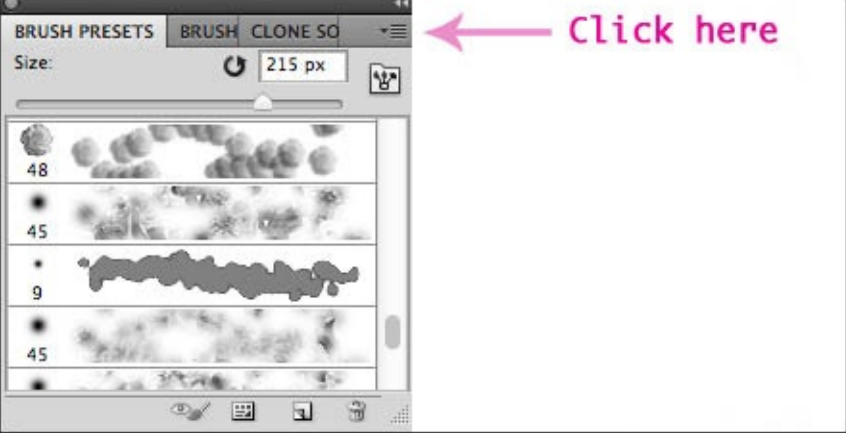 BRUSH PRESETS BRUSH CLONE SO
Click here
Size: 215 px
48
45
9
45